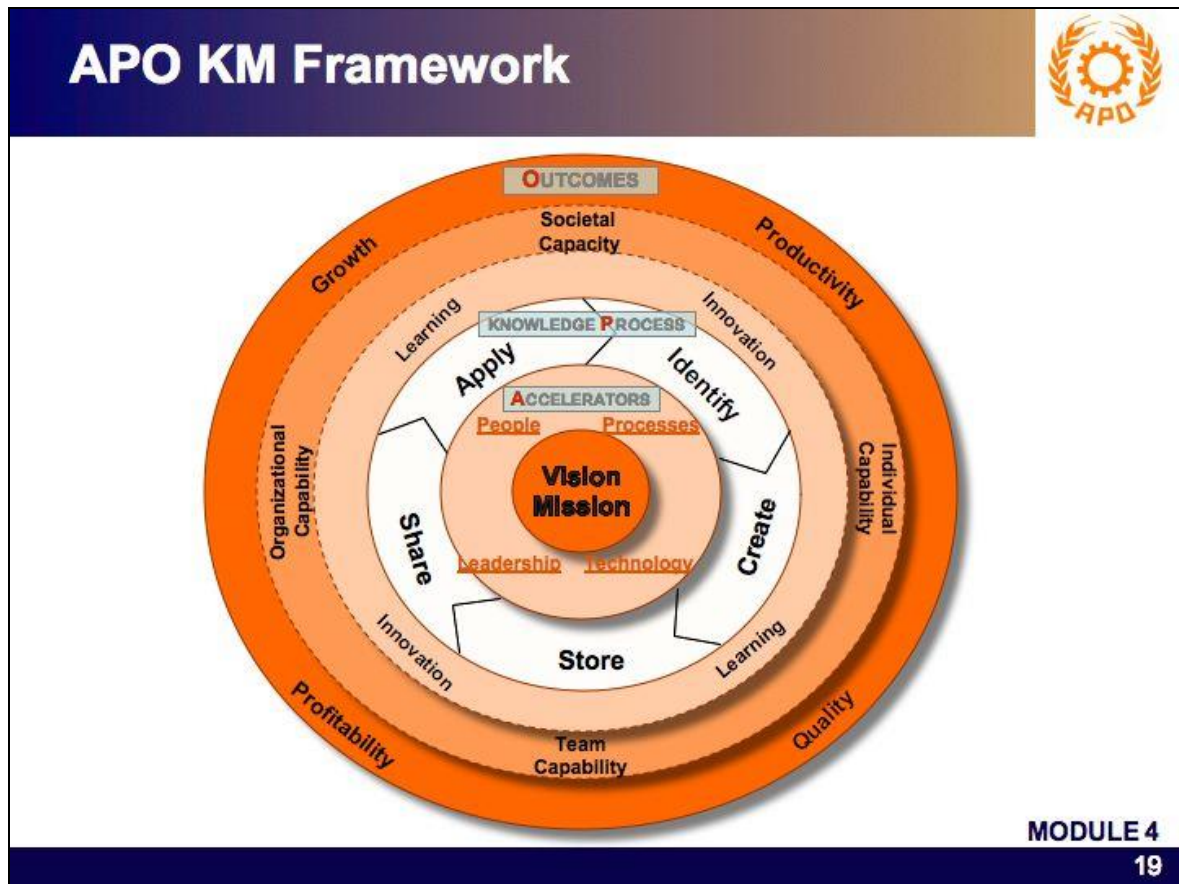 APO KM Framework
APO
OUTCOMES
Societal
Capacity
Growth
Productivity
Learning
Innovation
KNOWLEDGE PROCESS
Apply
Identify
ACCELERATORS
People Processes
Vision
Mission
Organizational
Capability
Individual
Capability
Share
Create
Leadership Technology
Innovation
Learning
Store
Profitability
Quality
Team
Capability
MODULE 4
19